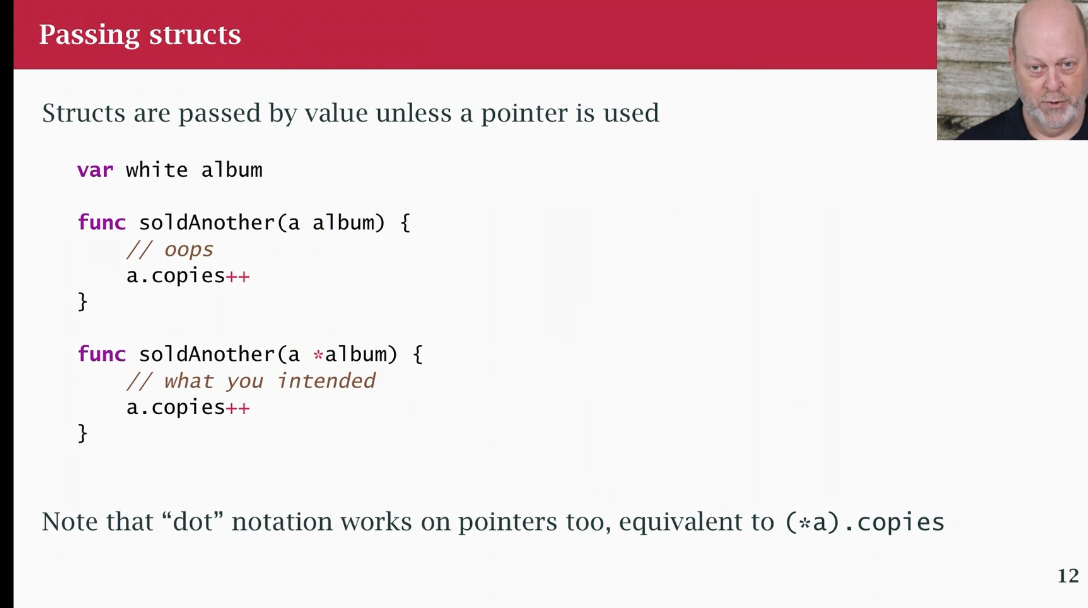 Passing structs
Structs are passed by value unless a pointer is used
var white album
func soldAnother(a album) {
// oops
a.copies++
}
func soldAnother(a *album) {
// what you intended
a.copies++
}
Note that “dot” notation works on pointers too, equivalent to (*a).copies
12